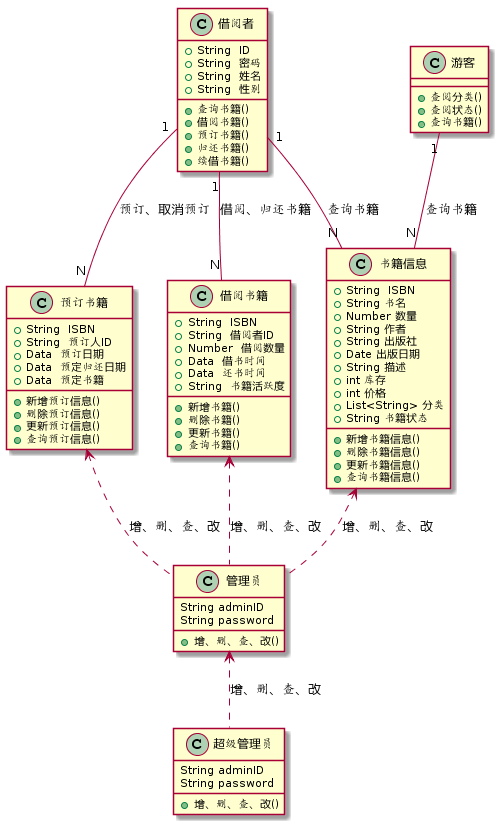 C 借阅者
String ID
String 密码
String 姓名
String 性别
查询书籍()
借阅书籍()
预订书籍()
归还书籍()
续借书籍()
C 游客
查阅分类()
查阅状态()
查询书籍()
1
1
1
1
预订、取消预订
借阅、归还书籍
查询书籍
查询书籍
N
N
N
N
C 预订书籍
String ISBN
String 预订人ID
Data 预订日期
Data 预定归还日期
Data 预定书籍
新增预订信息()
删除预订信息()
更新预订信息()
查询预订信息()
C 借阅书籍
String ISBN
String 借阅者ID
Number 借阅数量
Data 借书时间
Data 还书时间
String 书籍活跃度
新增书籍()
删除书籍()
更新书籍()
查询书籍()
C 书籍信息
String ISBN
String 书名
Number 数量
String 作者
String 出版社
Date 出版日期
String 描述
int 库存
int 价格
List<String> 分类
String 书籍状态
新增书籍信息()
删除书籍信息()
更新书籍信息()
查询书籍信息()
增、删、查、改
增、删、查、改
增、删、查、改
C 管理员
String adminID
String password
增、删、查、改()
增、删、查、改
C 超级管理员
String adminID
String password
增、删、查、改()